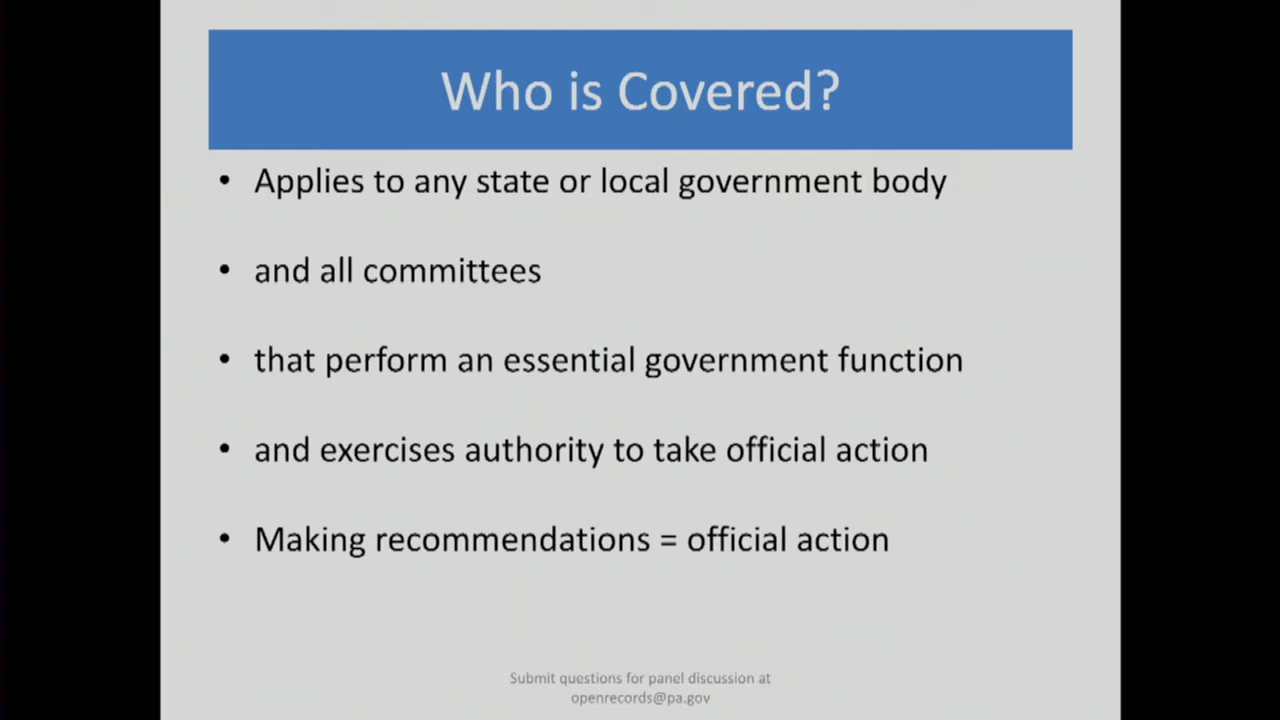 Who is Covered?
• Applies to any state or local government body
• and all committees
• that perform an essential government function
• and exercises authority to take official action
• Making recommendations = official action
Submit questions for panel discussion at
openrecords@pa.gov